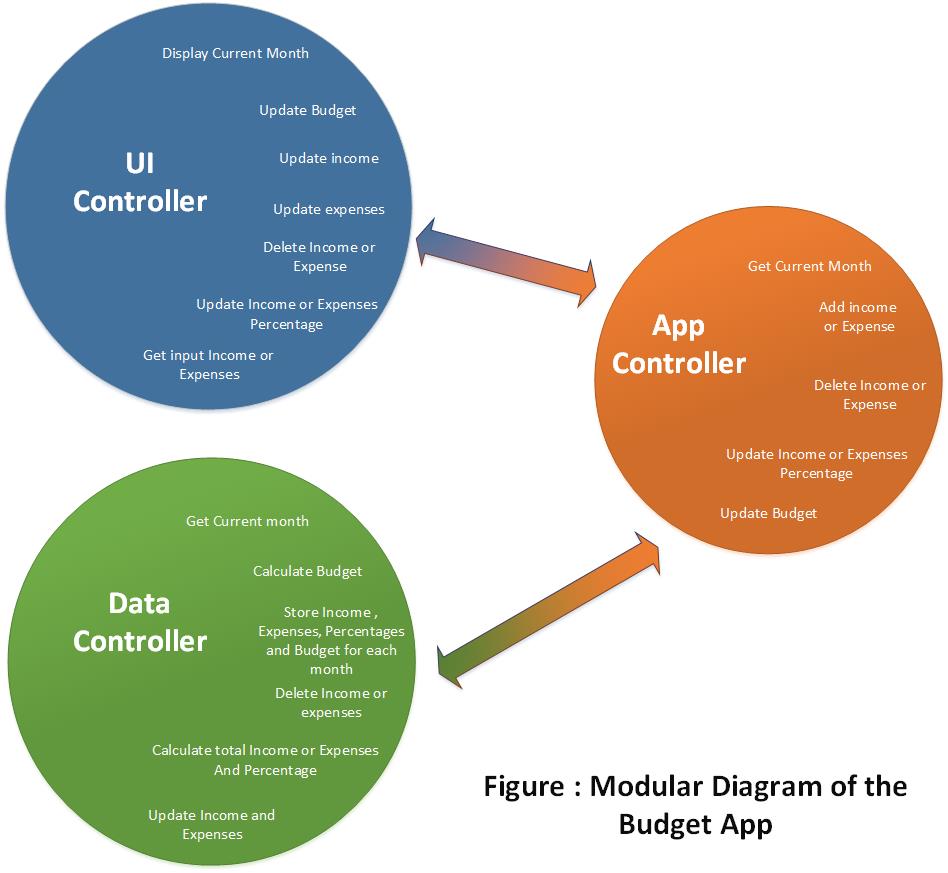 Display Current Month
Update Budget
UI
Controller
Update income
Update expenses
Delete Income or
Expense
Update Income or Expenses
Percentage
Get input Income or
Expenses
Get Current Month
Add income
or Expense
App
Controller
Delete Income or
Expense
Update Income or Expenses
Percentage
Update Budget
Get Current month
Calculate Budget
Data
Controller
Store Income ,
Expenses, Percentages
and Budget for each
month
Delete Income or
expenses
Calculate total Income or Expenses
And Percentage
Update Income and
Expenses
Figure : Modular Diagram of the
Budget App